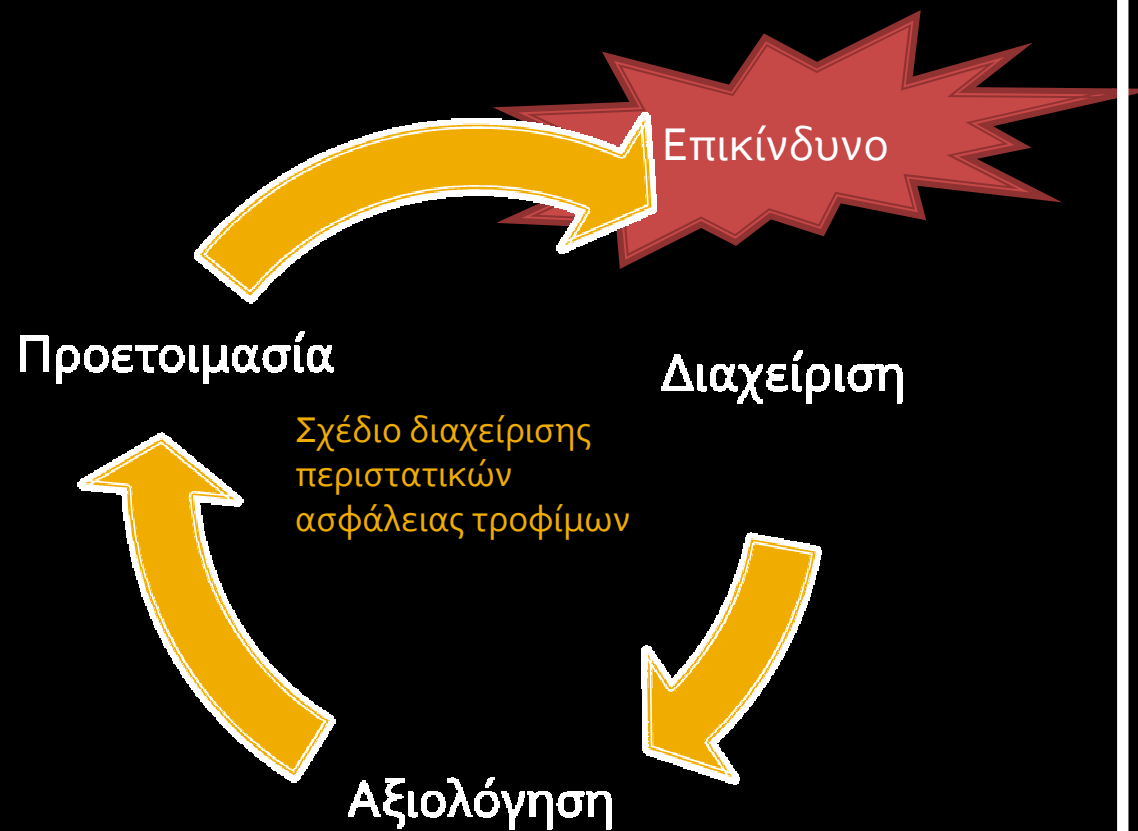 Επικίνδυνο
Προετοιμασία
Διαχείριση
Σχέδιο διαχείρισης
περιστατικών
ασφάλειας τροφίμων
Αξιολόγηση